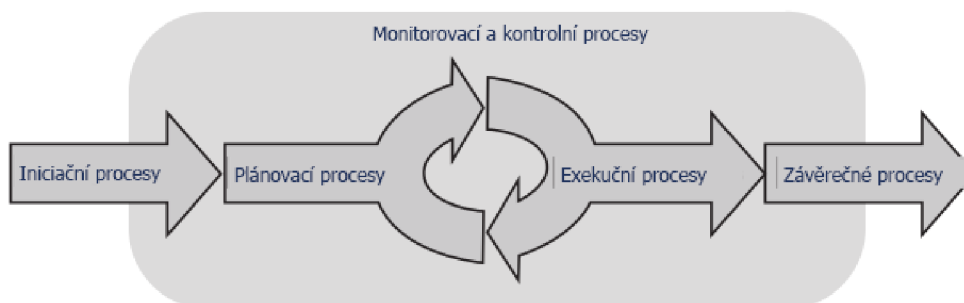 Monitorovací a kontrolní procesy
Iniciační procesy
Plánovací procesy
Exekuční procesy
Závěrečné procesy